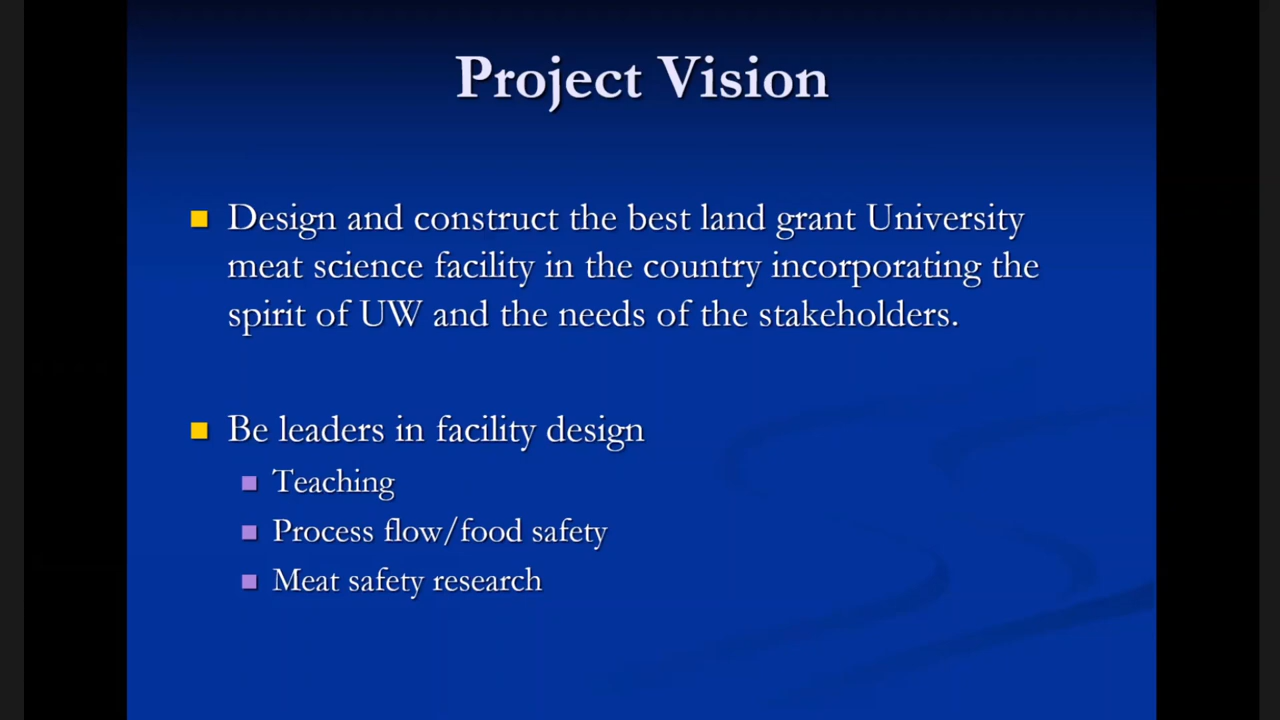 Project Vision
Design and construct the best land grant University
meat science facility in the country incorporating the
spirit of UW and the needs of the stakeholders.
Be leaders in facility design
Teaching
Process flow/food safety
Meat safety research